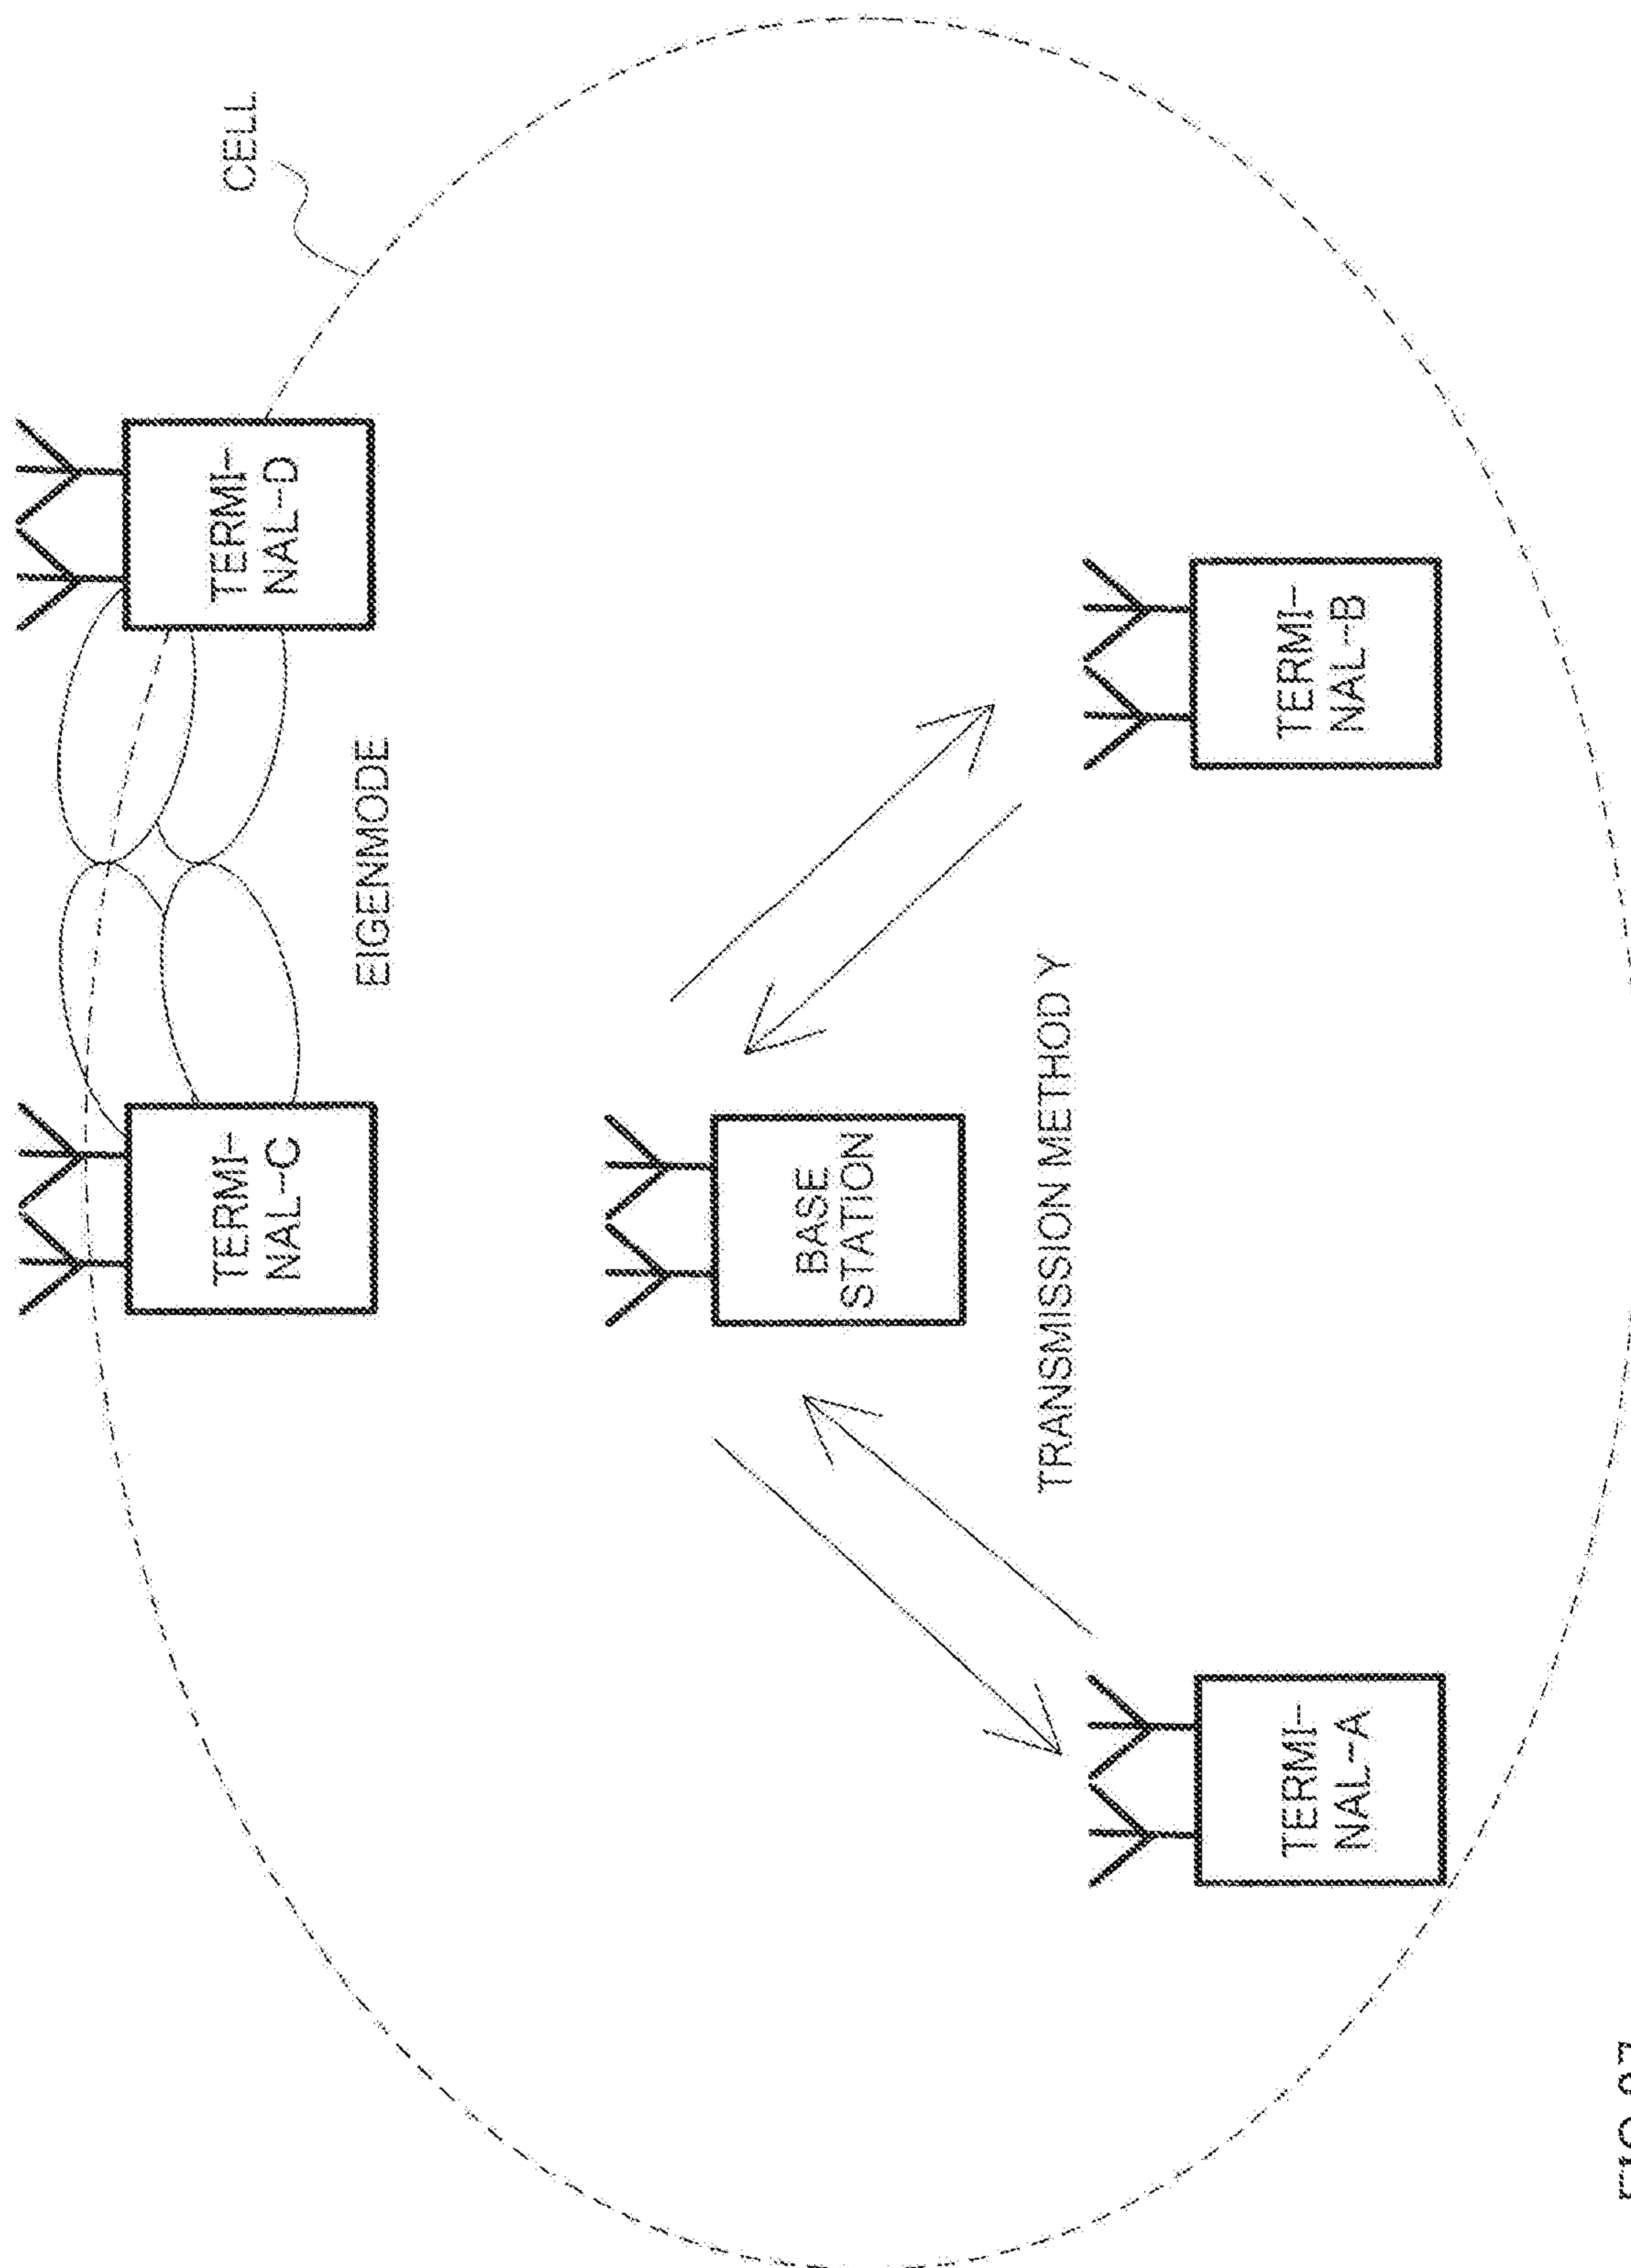 CELL
TERMI-
NAL-C
TERMI-
NAL-D
EIGENMODE
BASE
STATION
TRANSMISSION METHOD Y
TERMI-
NAL-A
TERMI-
NAL-B